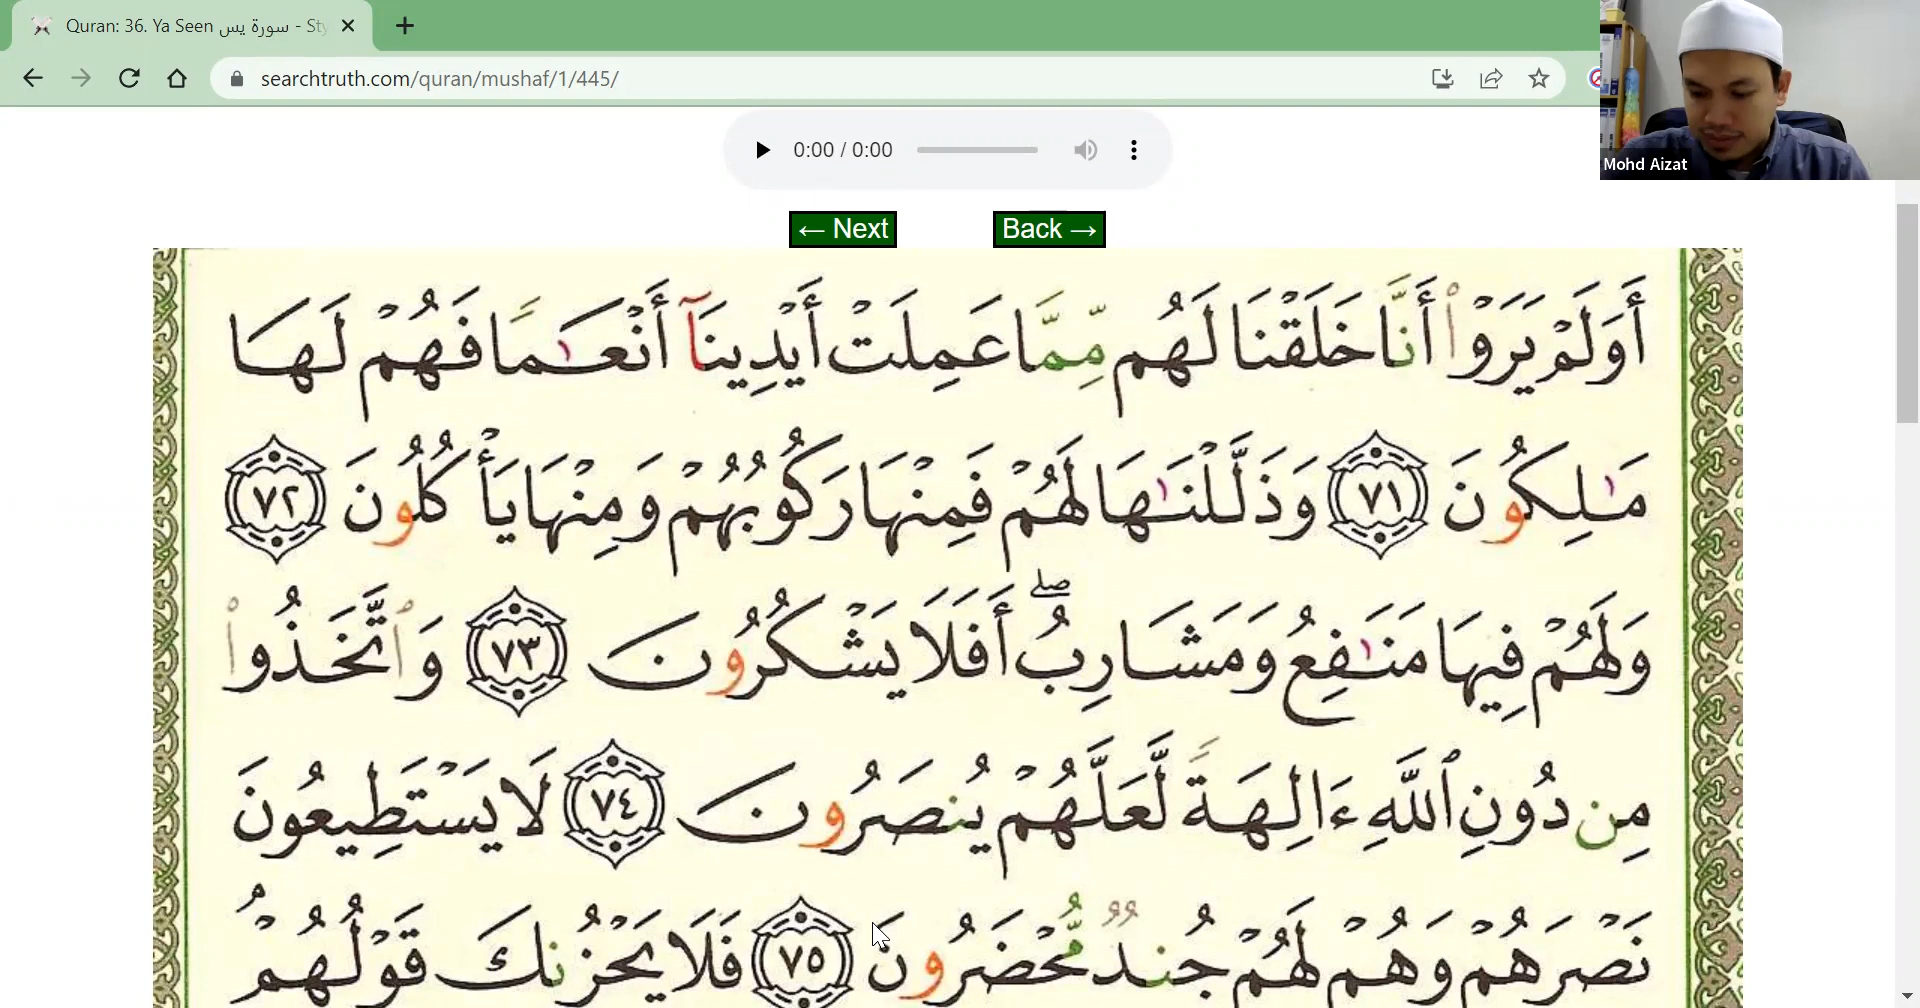 Quran: 36. Ya Seen سورة يس - Sty
searchtruth.com/quran/mushaf/1/445/
Mohd Aizat
0:00 / 0:00
← Next
Back →
أَوَلَمْ يَرَوْا۟ أَنَّا خَلَقْنَا لَهُم مِّمَّا عَمِلَتْ أَيْدِينَآ أَنْعَـٰمًا فَهُمْ لَهَا
مَـٰلِكُونَ ٧١ وَذَلَّلْنَـٰهَا لَهُمْ فَمِنْهَا رَكُوبُهُمْ وَمِنْهَا يَأْكُلُونَ ٧٢
وَلَهُمْ فِيهَا مَنَـٰفِعُ وَمَشَارِبُ ۖ أَفَلَا يَشْكُرُونَ ٧٣ وَٱتَّخَذُوا۟
مِن دُونِ ٱللَّهِ ءَالِهَةً لَّعَلَّهُمْ يُنصَرُونَ ٧٤ لَا يَسْتَطِيعُونَ
نَصْرَهُمْ وَهُمْ لَهُمْ جُندٌ مُّحْضَرُونَ ٧٥ فَلَا يَحْزُنكَ قَوْلُهُمْ ۘ